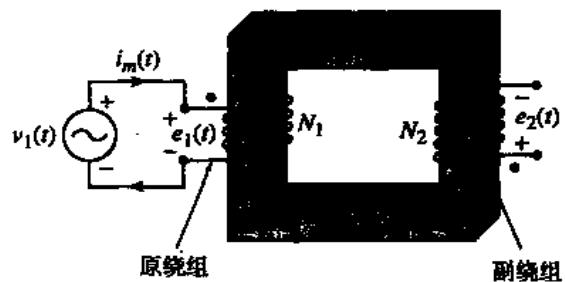 i_m(t)
+
v_1(t)
+
e_1(t)
N_1
N_2
−
e_2(t)
−
−
+
原绕组
副绕组